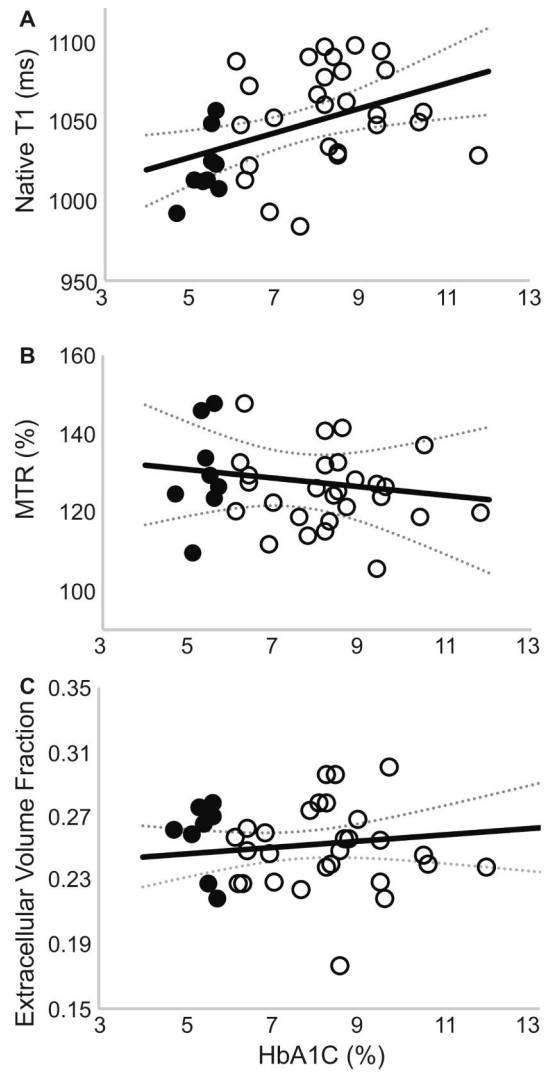 A
Native T1 (ms)
1100
1050
1000
950
3 5 7 9 11 13
B
MTR (%)
160
140
120
100
3 5 7 9 11 13
C
Extracellular Volume Fraction
0.35
0.31
0.27
0.23
0.19
0.15
3 5 7 9 11 13
HbA1C (%)